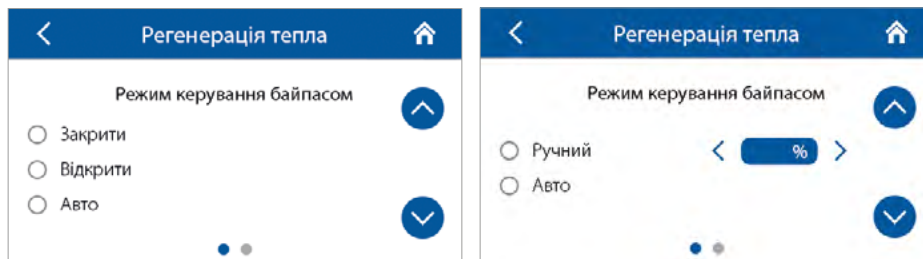 Регенерація тепла
Режим керування байпасом
Закрити
Відкрити
Авто
Регенерація тепла
Режим керування байпасом
Ручний %
Авто